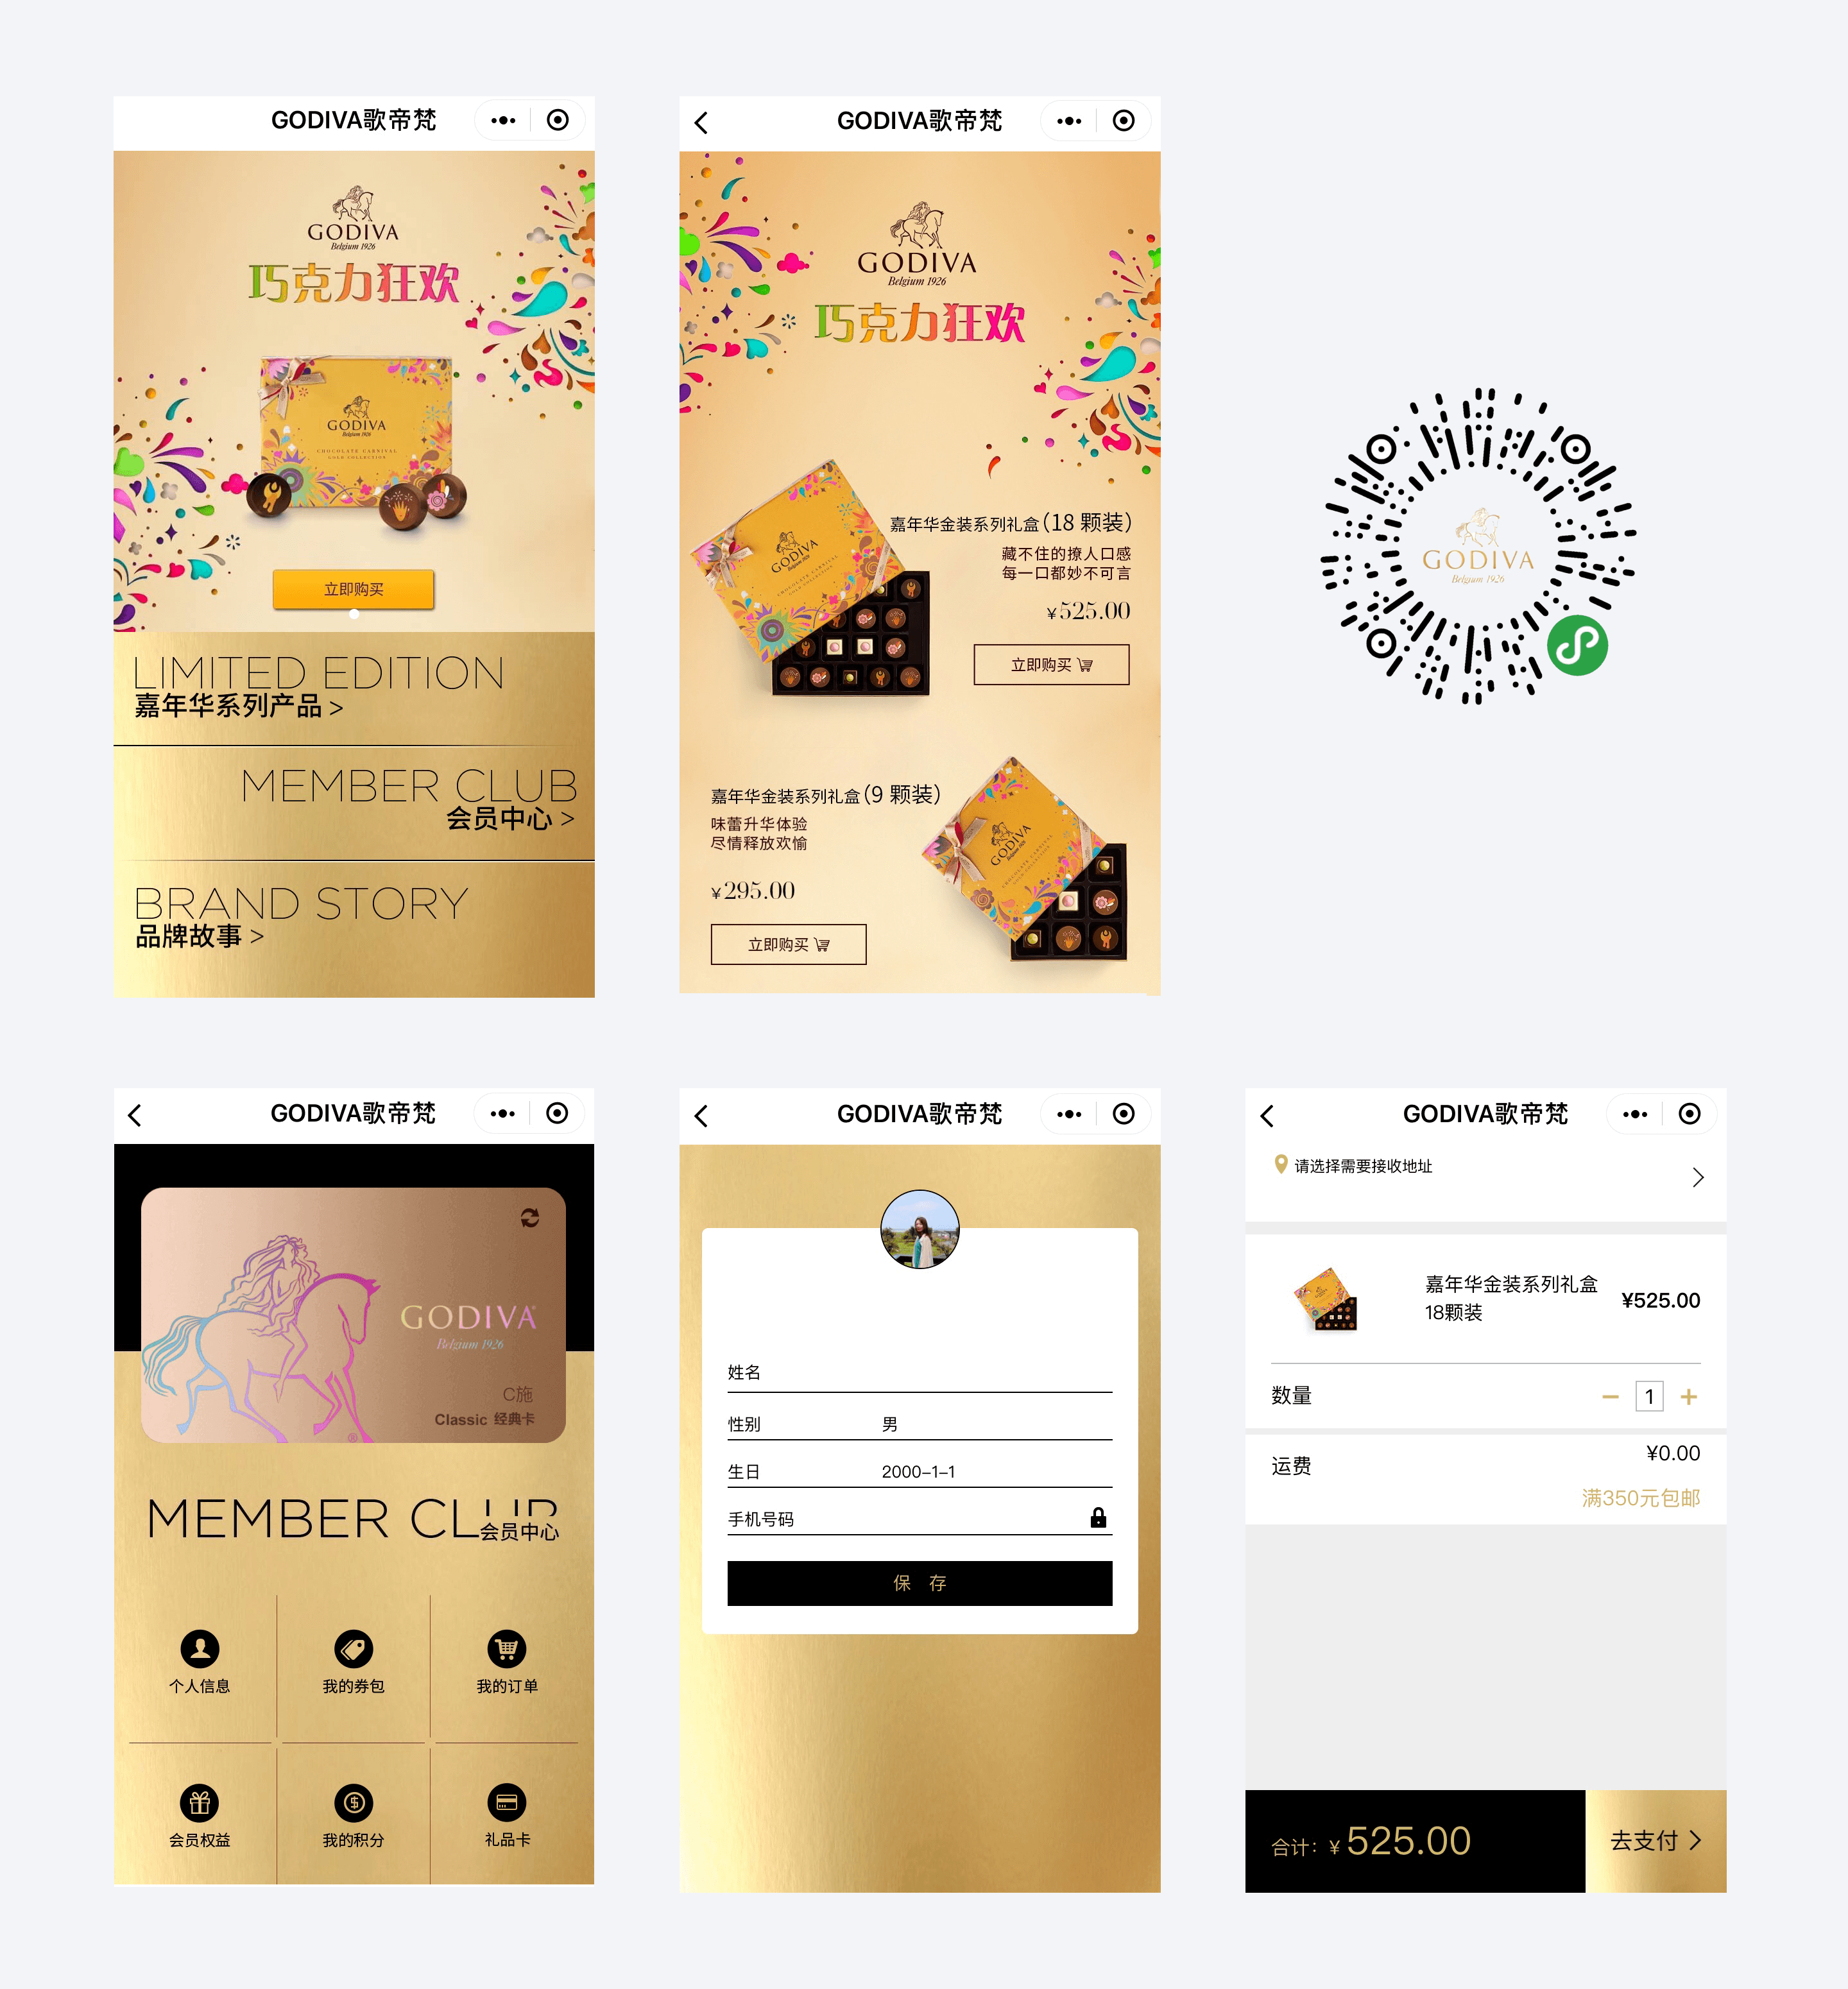 GODIVA歌帝梵
GODIVA
Belgium 1926
巧克力狂欢
GODIVA
Belgium 1926
CHOCOLATE CARNIVAL
GOLD COLLECTION
立即购买
LIMITED EDITION
嘉年华系列产品 >
MEMBER CLUB
会员中心 >
BRAND STORY
品牌故事 >
GODIVA歌帝梵
GODIVA
Belgium 1926
巧克力狂欢
GODIVA
Belgium 1926
CHOCOLATE CARNIVAL
嘉年华金装系列礼盒(18 颗装)
藏不住的撩人口感
每一口都妙不可言
¥525.00
立即购买
嘉年华金装系列礼盒(9 颗装)
味蕾升华体验
尽情释放欢愉
¥295.00
立即购买
GODIVA
Belgium 1926
CHOCOLATE CARNIVAL
GODIVA
Belgium 1926
GODIVA歌帝梵
GODIVA
Belgium 1926
C施
Classic 经典卡
MEMBER CLUB
会员中心
个人信息
我的券包
我的订单
会员权益
我的积分
礼品卡
GODIVA歌帝梵
姓名
性别 男
生日 2000-1-1
手机号码
保 存
GODIVA歌帝梵
请选择需要接收地址
嘉年华金装系列礼盒
18颗装
¥525.00
数量 − 1 +
运费 ¥0.00
满350元包邮
合计: ¥ 525.00
去支付